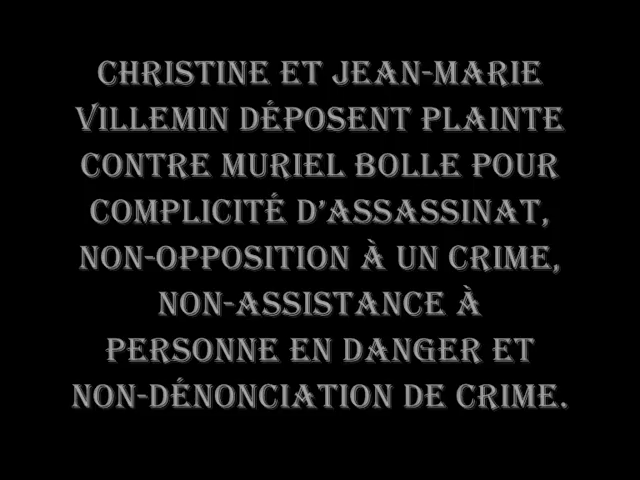 CHRISTINE ET JEAN-MARIE
VILLEMIN DÉPOSENT PLAINTE
CONTRE MURIEL BOLLE POUR
COMPLICITÉ D'ASSASSINAT,
NON-OPPOSITION À UN CRIME,
NON-ASSISTANCE À
PERSONNE EN DANGER ET
NON-DÉNONCIATION DE CRIME.